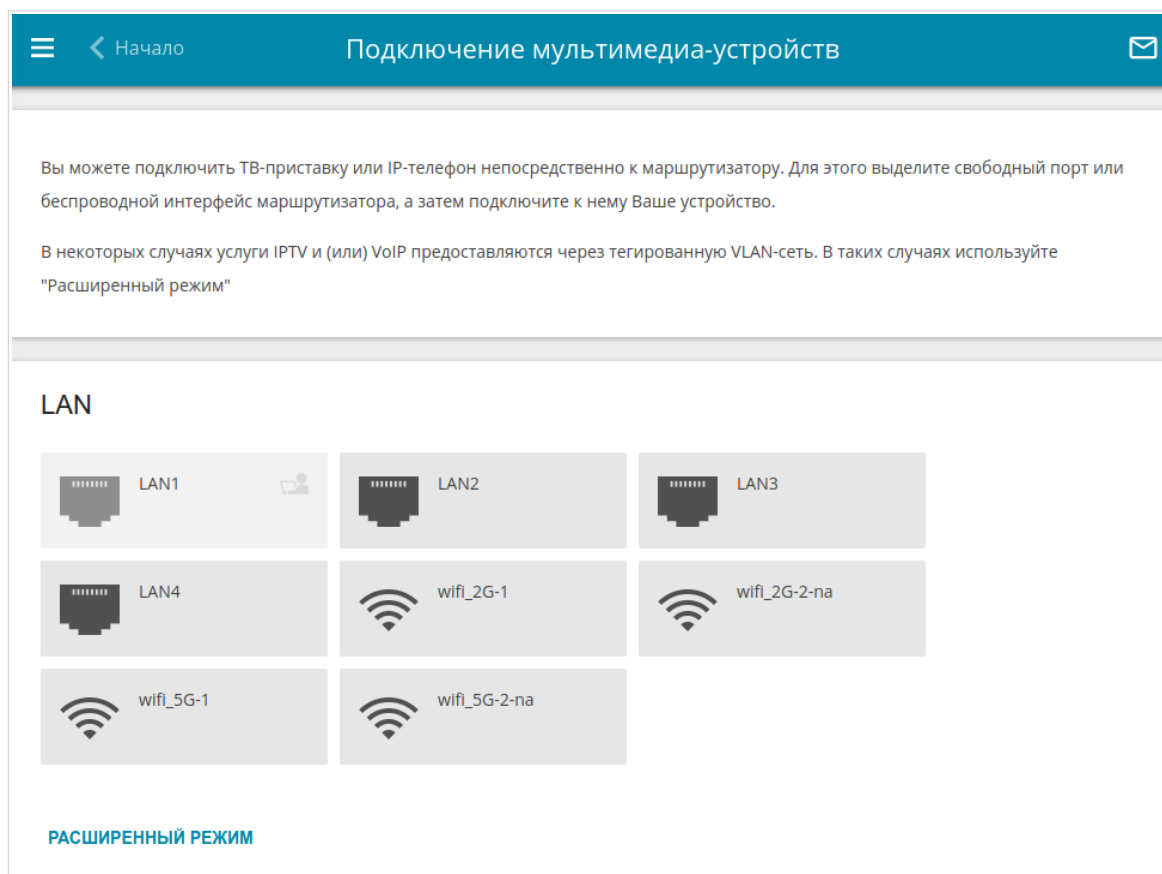 Начало
Подключение мультимедиа-устройств
Вы можете подключить ТВ-приставку или IP-телефон непосредственно к маршрутизатору. Для этого выделите свободный порт или
беспроводной интерфейс маршрутизатора, а затем подключите к нему Ваше устройство.
В некоторых случаях услуги IPTV и (или) VoIP предоставляются через тегированную VLAN-сеть. В таких случаях используйте
"Расширенный режим"
LAN
LAN1
LAN2
LAN3
LAN4
wifi_2G-1
wifi_2G-2-na
wifi_5G-1
wifi_5G-2-na
РАСШИРЕННЫЙ РЕЖИМ